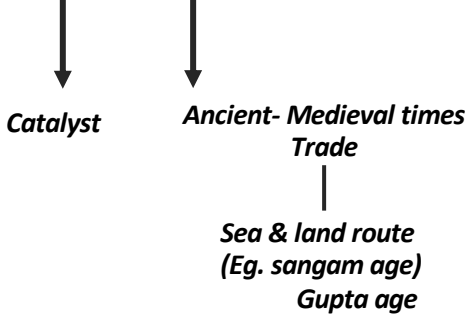 Catalyst
Ancient- Medieval times
Trade
Sea & land route
(Eg. sangam age)
Gupta age